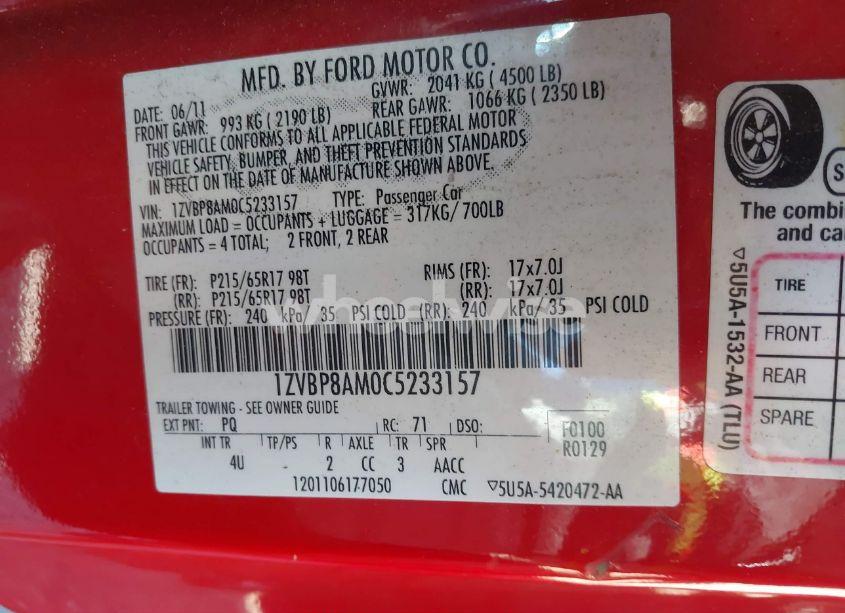 MFD. BY FORD MOTOR CO.
DATE: 06/11 GVWR: 2041 KG ( 4500 LB)
FRONT GAWR: 993 KG ( 2190 LB) REAR GAWR: 1066 KG ( 2350 LB)
THIS VEHICLE CONFORMS TO ALL APPLICABLE FEDERAL MOTOR
VEHICLE SAFETY, BUMPER, AND THEFT PREVENTION STANDARDS
IN EFFECT ON THE DATE OF MANUFACTURE SHOWN ABOVE.
VIN: 1ZVBP8AM0C5233157 TYPE: Passenger Car
MAXIMUM LOAD = OCCUPANTS + LUGGAGE = 317KG/ 700LB
OCCUPANTS = 4 TOTAL; 2 FRONT, 2 REAR
TIRE (FR): P215/65R17 98T RIMS (FR): 17x7.0J
(RR): P215/65R17 98T (RR): 17x7.0J
PRESSURE (FR): 240 kPa/ 35 PSI COLD (RR): 240 kPa/ 35 PSI COLD
wheelwise
1ZVBP8AM0C5233157
TRAILER TOWING - SEE OWNER GUIDE
EXT PNT: PQ RC: 71 DSO: F0100
R0129
INT TR TP/PS R AXLE TR SPR
4U - 2 CC 3 AACC
1201106177050 CMC ▽5U5A-5420472-AA
S
The combi
and ca
TIRE
FRONT
REAR
SPARE
▽5U5A-1532-AA (TLU)